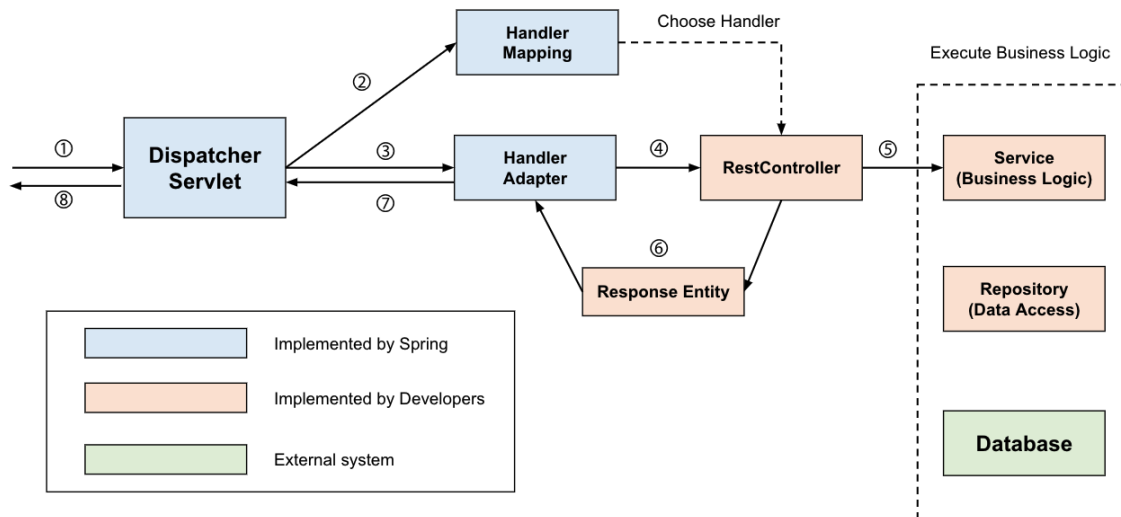 Handler
Mapping
Choose Handler
Execute Business Logic
②
①
Dispatcher
Servlet
③
Handler
Adapter
④
RestController
⑤
Service
(Business Logic)
⑧
⑦
⑥
Response Entity
Repository
(Data Access)
Implemented by Spring
Implemented by Developers
Database
External system